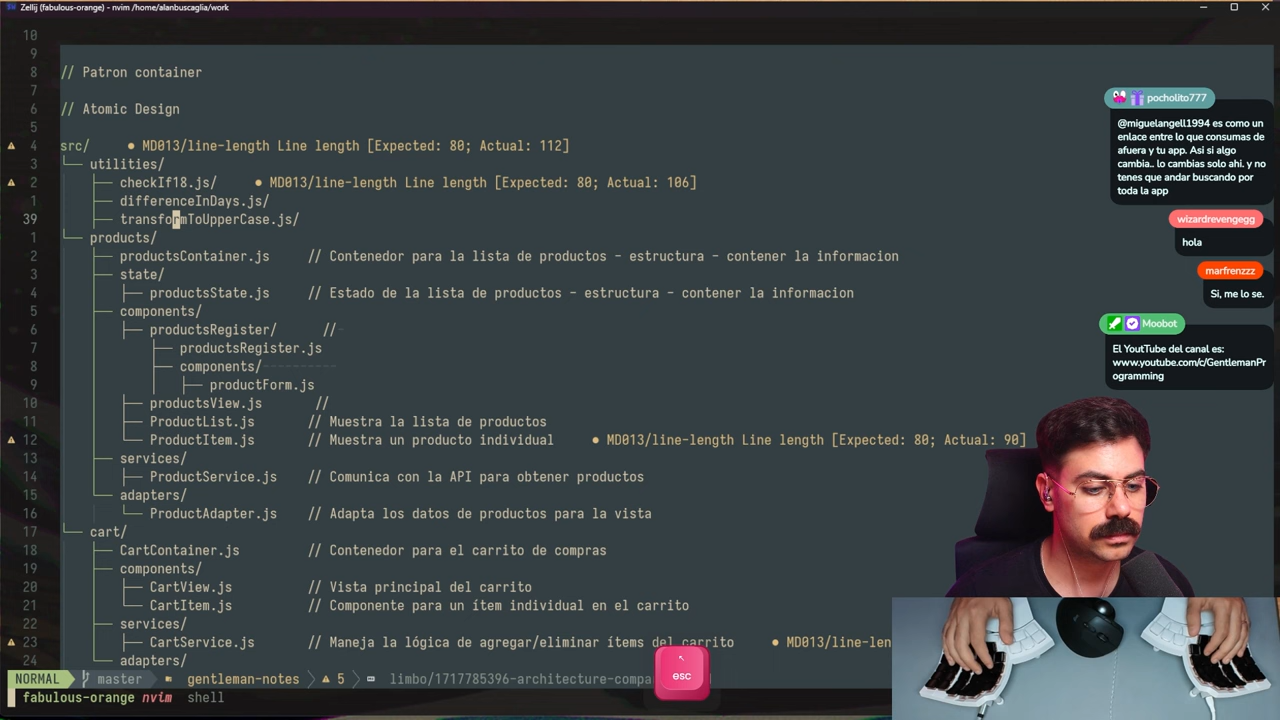 Zellij (fabulous-orange) - nvim /home/alanbuscaglia/work
10
9
8 // Patron container
7
6 // Atomic Design
5
4 src/ ● MD013/line-length Line length [Expected: 80; Actual: 112]
3 └── utilities/
2 ├── checkIf18.js/ ● MD013/line-length Line length [Expected: 80; Actual: 106]
1 ├── differenceInDays.js/
39 ├── transformToUpperCase.js/
1 └── products/
2 ├── productsContainer.js // Contenedor para la lista de productos - estructura - contener la informacion
3 ├── state/
4 │ ├── productsState.js // Estado de la lista de productos - estructura - contener la informacion
5 ├── components/
6 │ ├── productsRegister/ //
7 │ ├── productsRegister.js
8 │ │ ├── components/
9 │ │ ├── productForm.js
10 │ ├── productsView.js //
11 │ ├── ProductList.js // Muestra la lista de productos
12 │ └── ProductItem.js // Muestra un producto individual ● MD013/line-length Line length [Expected: 80; Actual: 90]
13 ├── services/
14 │ ├── ProductService.js // Comunica con la API para obtener productos
15 └── adapters/
16 └── ProductAdapter.js // Adapta los datos de productos para la vista
17 └── cart/
18 ├── CartContainer.js // Contenedor para el carrito de compras
19 ├── components/
20 │ ├── CartView.js // Vista principal del carrito
21 │ └── CartItem.js // Componente para un ítem individual en el carrito
22 ├── services/
23 │ ├── CartService.js // Maneja la lógica de agregar/eliminar ítems del carrito ● MD013/line-len
24 ├── adapters/
NORMAL master gentleman-notes 5 limbo/1717785396-architecture-compa
fabulous-orange nvim shell
esc
pocholito777
@miguelangell1994 es como un
enlace entre lo que consumas de
afuera y tu app. Asi si algo
cambia.. lo cambias solo ahi. y no
tenes que andar buscando por
toda la app
wizardrevengegg
hola
marfrenzzz
Si, me lo se.
Moobot
El YoutTube del canal es:
www.youtube.com/c/GentlemanPr
ogramming